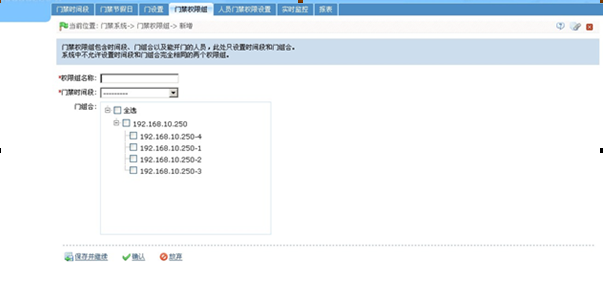 门禁时间段 门禁节假日 门设置 门禁权限组 人员门禁权限设置 实时监控 报表
当前位置: 门禁系统-> 门禁权限组-> 新增
门禁权限组包含时间段、门组合以及能开门的人员，此处只设置时间段和门组合。
系统中不允许设置时间段和门组合完全相同的两个权限组。
*权限组名称:
*门禁时间段: ---------
门组合:
全选
192.168.10.250
192.168.10.250-4
192.168.10.250-1
192.168.10.250-2
192.168.10.250-3
保存并继续 确认 放弃